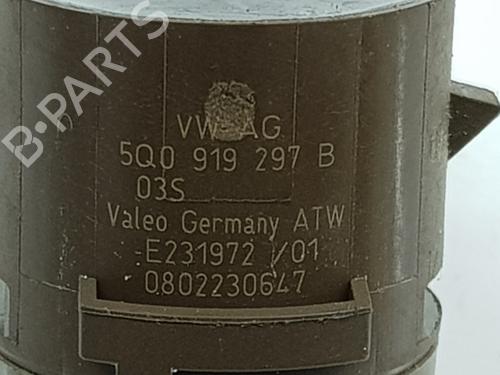 VW AG
5Q0 919 297 B
03S
Valeo Germany ATW
E231972 /01
0802230647
B-Parts